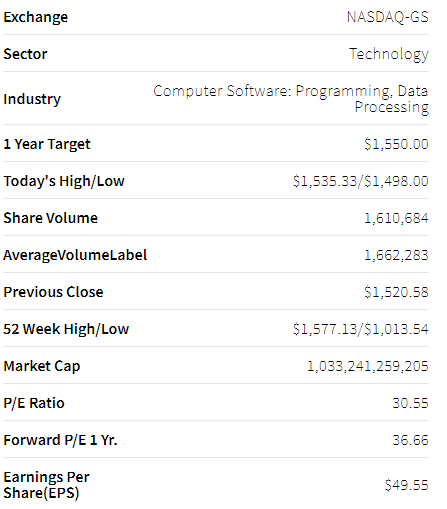 Exchange NASDAQ-GS
Sector Technology
Industry Computer Software: Programming, Data
Processing
1 Year Target $1,550.00
Today's High/Low $1,535.33/$1,498.00
Share Volume 1,610,684
AverageVolumeLabel 1,662,283
Previous Close $1,520.58
52 Week High/Low $1,577.13/$1,013.54
Market Cap 1,033,241,259,205
P/E Ratio 30.55
Forward P/E 1 Yr. 36.66
Earnings Per
Share(EPS) $49.55